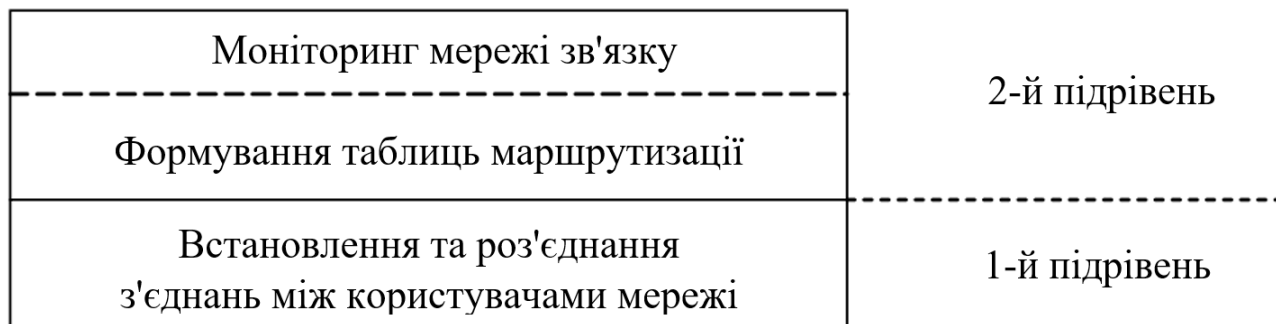 Моніторинг мережі зв'язку
2-й підрівень
Формування таблиць маршрутизації
Встановлення та роз'єднання
з'єднань між користувачами мережі
1-й підрівень